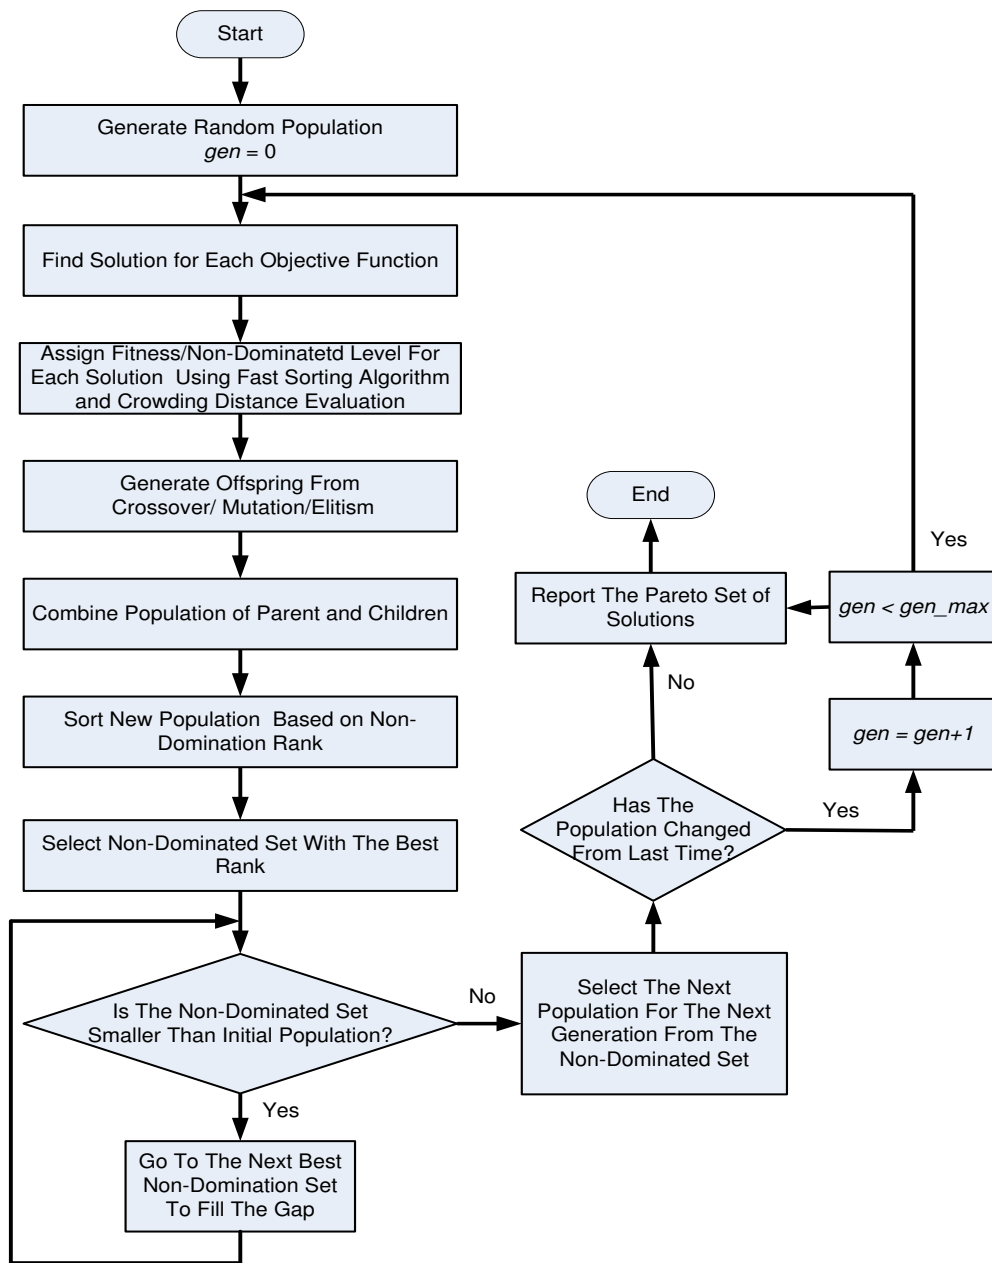 Start
Generate Random Population
gen = 0
Find Solution for Each Objective Function
Assign Fitness/Non-Dominatetd Level For
Each Solution Using Fast Sorting Algorithm
and Crowding Distance Evaluation
Generate Offspring From
Crossover/ Mutation/Elitism
Combine Population of Parent and Children
Sort New Population Based on Non-
Domination Rank
Select Non-Dominated Set With The Best
Rank
Is The Non-Dominated Set
Smaller Than Initial Population?
Yes
Go To The Next Best
Non-Domination Set
To Fill The Gap
No
Select The Next
Population For The Next
Generation From The
Non-Dominated Set
Has The
Population Changed
From Last Time?
No
Yes
gen = gen+1
gen < gen_max
Yes
Report The Pareto Set of
Solutions
End